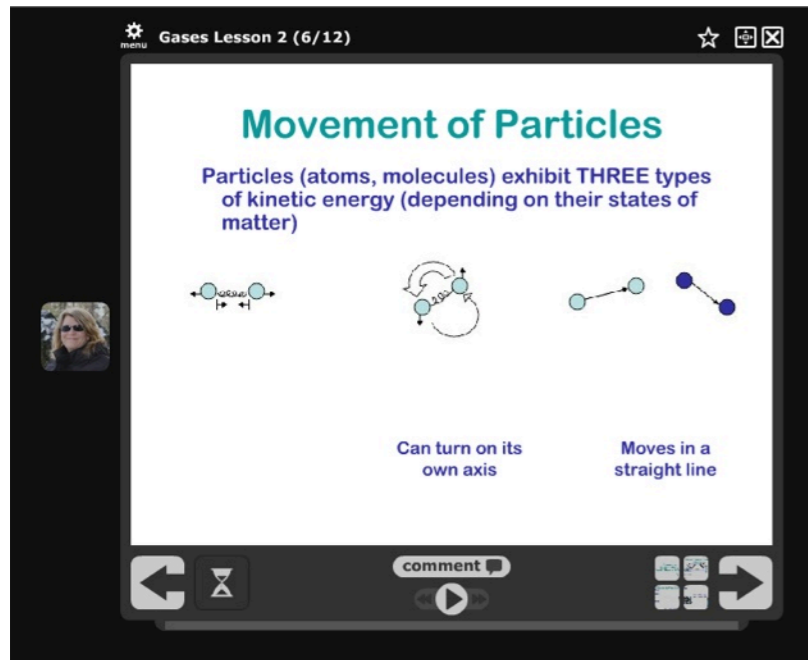 menu
Gases Lesson 2 (6/12)
Movement of Particles
Particles (atoms, molecules) exhibit THREE types
of kinetic energy (depending on their states of
matter)
Can turn on its
own axis
Moves in a
straight line
comment